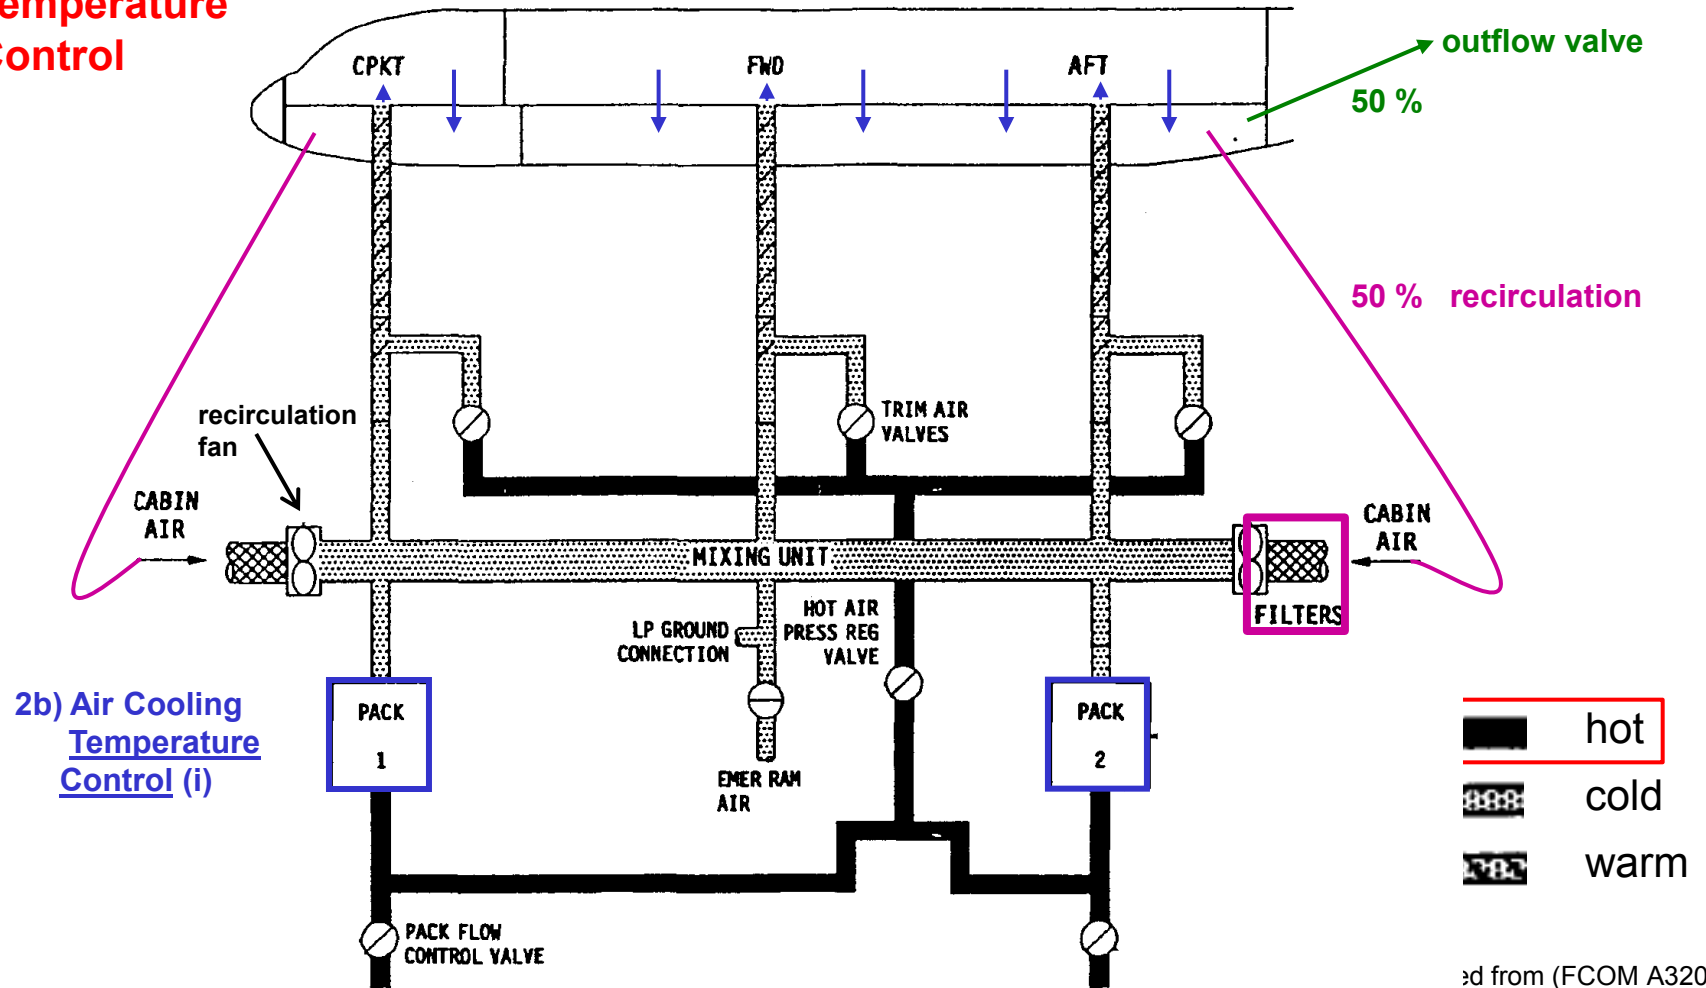 emperature
Control
CPKT
FWD
AFT
outflow valve
50 %
50 % recirculation
recirculation
fan
TRIM AIR
VALVES
CABIN
AIR
MIXING UNIT
CABIN
AIR
FILTERS
LP GROUND
CONNECTION
HOT AIR
PRESS REG
VALVE
2b) Air Cooling
Temperature
Control (i)
PACK
1
PACK
2
EMER RAM
AIR
hot
cold
warm
PACK FLOW
CONTROL VALVE
ed from (FCOM A320